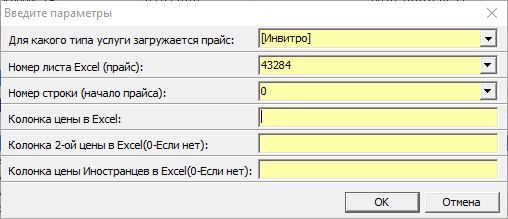 Введите параметры
Для какого типа услуги загружается прайс: [Инвитро]
Номер листа Excel (прайс): 43284
Номер строки (начало прайса): 0
Колонка цены в Excel:
Колонка 2-ой цены в Excel(0-Если нет):
Колонка цены Иностранцев в Excel(0-Если нет):
OK Отмена